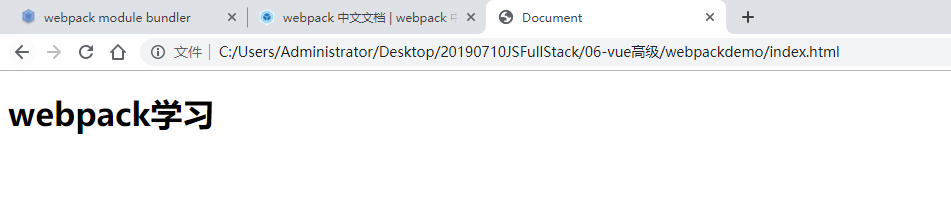 webpack module bundler
webpack 中文文档 | webpack
Document
文件 C:/Users/Administrator/Desktop/20190710JSFullStack/06-vue高级/webpackdemo/index.html
webpack学习